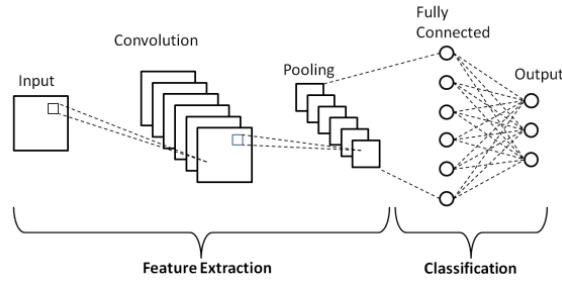 Fully
Connected
Convolution
Pooling
Output
Input
Feature Extraction
Classification